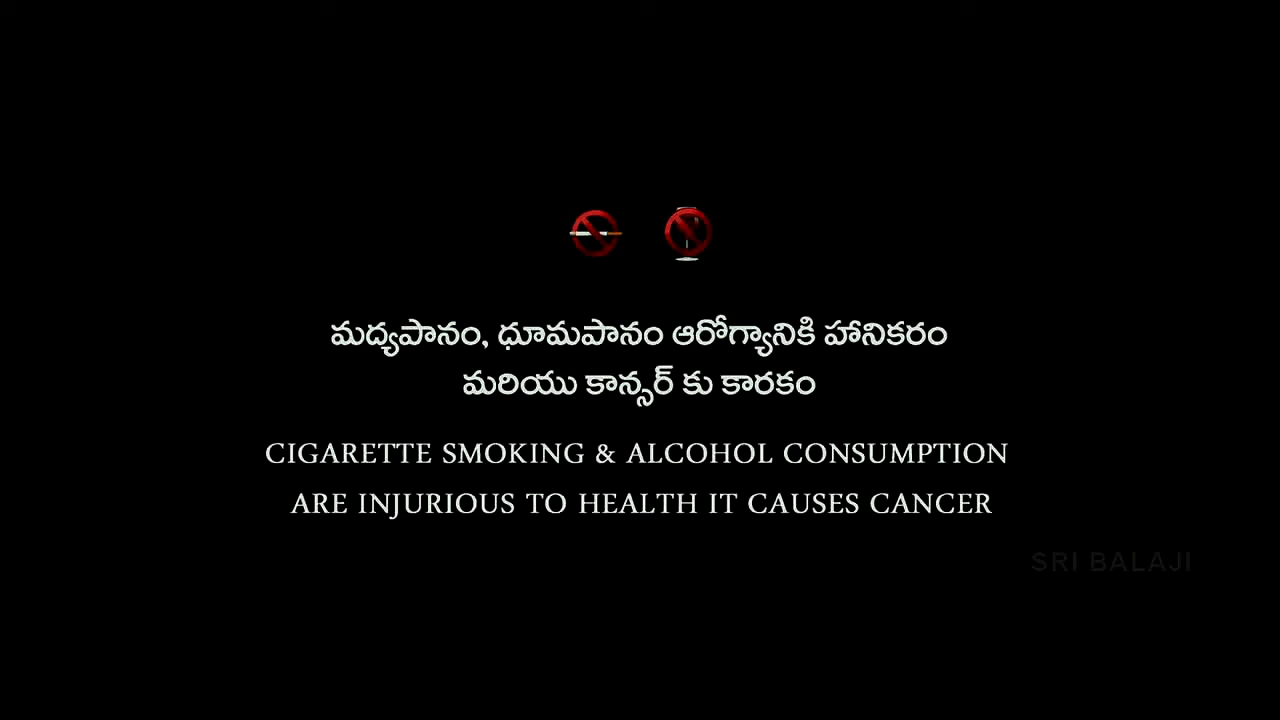 మద్యపానం, ధూమపానం ఆరోగ్యానికి హానికరం
మరియు కాన్సర్ కు కారకం
CIGARETTE SMOKING & ALCOHOL CONSUMPTION
ARE INJURIOUS TO HEALTH IT CAUSES CANCER
SRI BALAJI